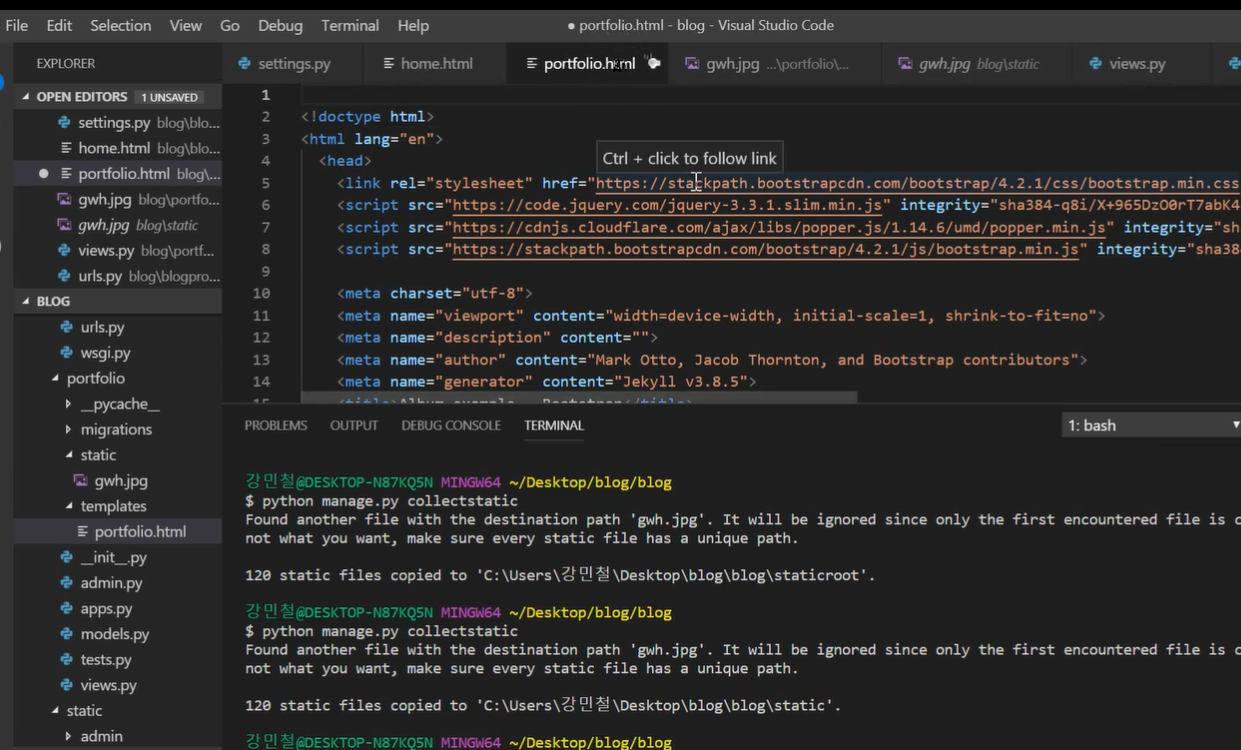 File Edit Selection View Go Debug Terminal Help ● portfolio.html - blog - Visual Studio Code
EXPLORER
settings.py
home.html
portfolio.html
gwh.jpg ...\portfolio\...
gwh.jpg blog\static
views.py
OPEN EDITORS 1 UNSAVED
settings.py blog\blo...
home.html blog\blo...
● portfolio.html blog\...
gwh.jpg blog\portfo...
gwh.jpg blog\static
views.py blog\portf...
urls.py blog\blogpro...
BLOG
urls.py
wsgi.py
portfolio
__pycache__
migrations
static
gwh.jpg
templates
portfolio.html
__init__.py
admin.py
apps.py
models.py
tests.py
views.py
static
admin
1
2 <!doctype html>
3 <html lang="en">
4 <head>
Ctrl + click to follow link
5 <link rel="stylesheet" href="https://stackpath.bootstrapcdn.com/bootstrap/4.2.1/css/bootstrap.min.css
6 <script src="https://code.jquery.com/jquery-3.3.1.slim.min.js" integrity="sha384-q8i/X+965DzO0rT7abK4
7 <script src="https://cdnjs.cloudflare.com/ajax/libs/popper.js/1.14.6/umd/popper.min.js" integrity="sh
8 <script src="https://stackpath.bootstrapcdn.com/bootstrap/4.2.1/js/bootstrap.min.js" integrity="sha38
9
10 <meta charset="utf-8">
11 <meta name="viewport" content="width=device-width, initial-scale=1, shrink-to-fit=no">
12 <meta name="description" content="">
13 <meta name="author" content="Mark Otto, Jacob Thornton, and Bootstrap contributors">
14 <meta name="generator" content="Jekyll v3.8.5">
15 <title>Album example · Bootstrap</title>
PROBLEMS OUTPUT DEBUG CONSOLE TERMINAL 1: bash
강민철@DESKTOP-N87KQ5N MINGW64 ~/Desktop/blog/blog
$ python manage.py collectstatic
Found another file with the destination path 'gwh.jpg'. It will be ignored since only the first encountered file is c
not what you want, make sure every static file has a unique path.
120 static files copied to 'C:\Users\강민철\Desktop\blog\blog\staticroot'.
강민철@DESKTOP-N87KQ5N MINGW64 ~/Desktop/blog/blog
$ python manage.py collectstatic
Found another file with the destination path 'gwh.jpg'. It will be ignored since only the first encountered file is c
not what you want, make sure every static file has a unique path.
120 static files copied to 'C:\Users\강민철\Desktop\blog\blog\static'.
강민철@DESKTOP-N87KQ5N MINGW64 ~/Desktop/blog/blog